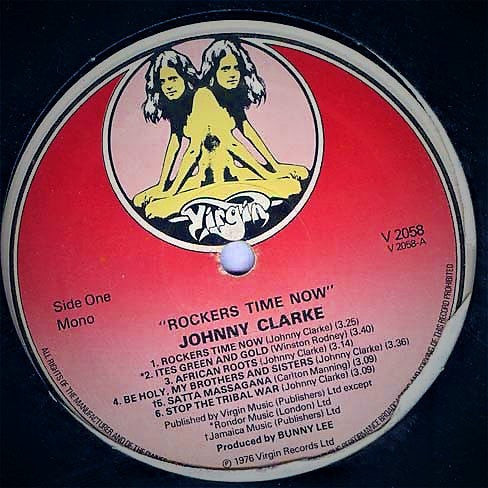 Virgin
V 2058
V 2058-A
Side One
Mono
"ROCKERS TIME NOW"
JOHNNY CLARKE
1. ROCKERS TIME NOW (Johnny Clarke) (3.25)
*2. ITES GREEN AND GOLD (Winston Rodney) (3.40)
3. AFRICAN ROOTS (Johnny Clarke) (3.14)
4. BE HOLY, MY BROTHERS AND SISTERS (Johnny Clarke) (3.36)
†5. SATTA MASSAGANA (Carlton Manning) (3.09)
6. STOP THE TRIBAL WAR (Johnny Clarke) (3.09)
Published by Virgin Music (Publishers) Ltd except
*Rondor Music (London) Ltd
†Jamaica Music (Publishers) Ltd
Produced by BUNNY LEE
℗ 1976 Virgin Records Ltd
ALL RIGHTS OF THE MANUFACTURER AND OF THE OWNER
PERFORMANCE BROADCASTING AND COPYING OF THIS RECORD PROHIBITED